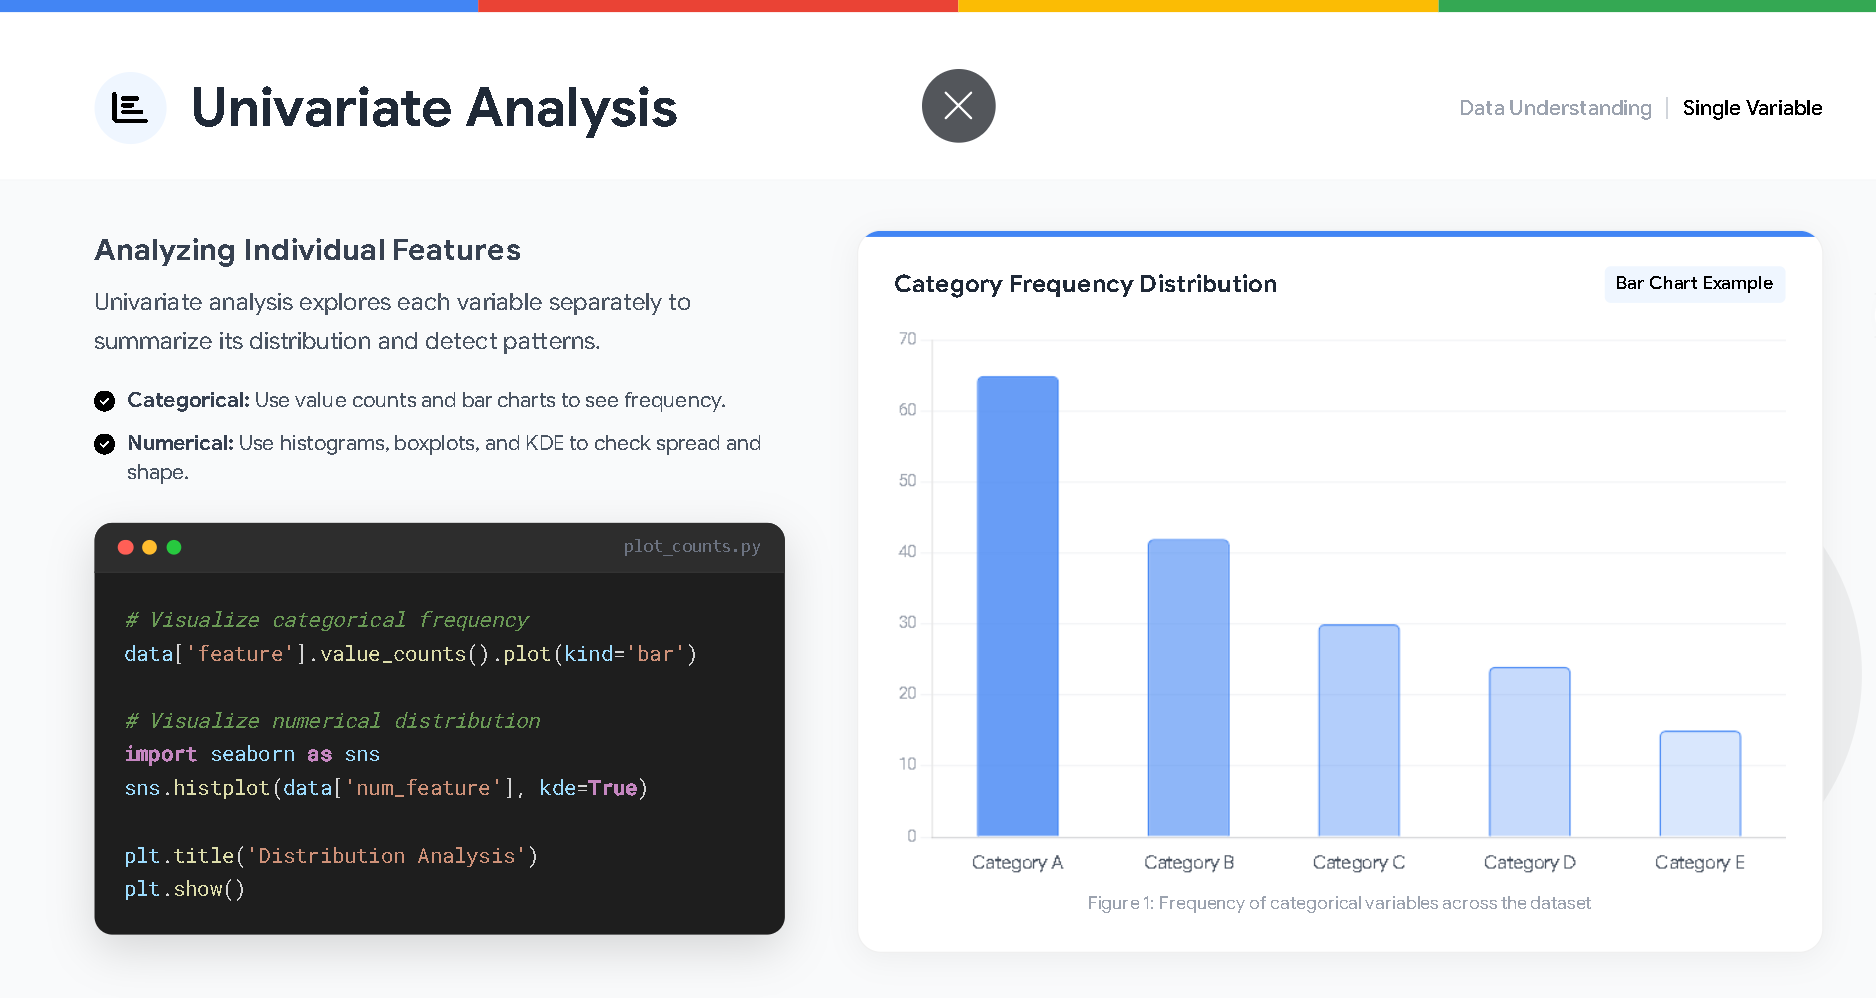 Univariate Analysis
Data Understanding | Single Variable
Analyzing Individual Features
Univariate analysis explores each variable separately to
summarize its distribution and detect patterns.
Categorical: Use value counts and bar charts to see frequency.
Numerical: Use histograms, boxplots, and KDE to check spread and
shape.
plot_counts.py
# Visualize categorical frequency
data['feature'].value_counts().plot(kind='bar')
# Visualize numerical distribution
import seaborn as sns
sns.histplot(data['num_feature'], kde=True)
plt.title('Distribution Analysis')
plt.show()
Category Frequency Distribution
Bar Chart Example
70
60
50
40
30
20
10
0
Category A Category B Category C Category D Category E
Figure 1: Frequency of categorical variables across the dataset